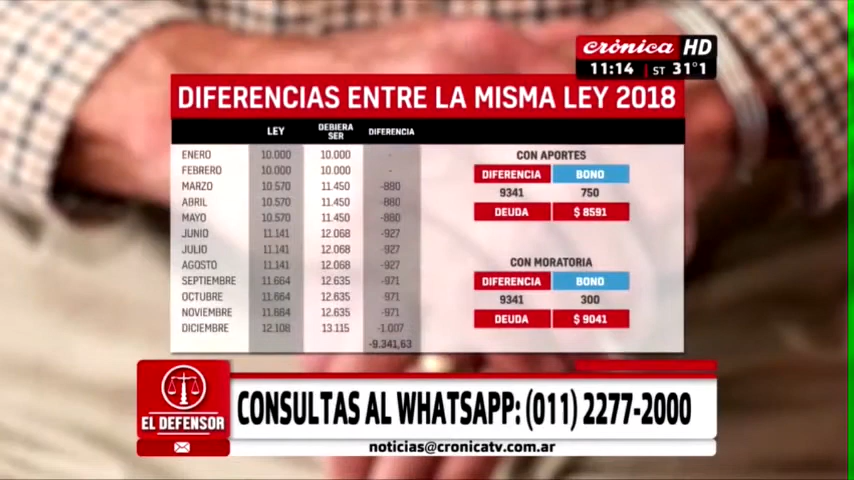 crónica HD
11:14 ST 31°1
DIFERENCIAS ENTRE LA MISMA LEY 2018
LEY DEBIERA SER DIFERENCIA
ENERO 10.000 10.000 -
FEBRERO 10.000 10.000 -
MARZO 10.570 11.450 -880
ABRIL 10.570 11.450 -880
MAYO 10.570 11.450 -880
JUNIO 11.141 12.068 -927
JULIO 11.141 12.068 -927
AGOSTO 11.141 12.068 -927
SEPTIEMBRE 11.664 12.635 -971
OCTUBRE 11.664 12.635 -971
NOVIEMBRE 11.664 12.635 -971
DICIEMBRE 12.108 13.115 -1.007
-9.341,63
CON APORTES
DIFERENCIA BONO
9341 750
DEUDA $ 8591
CON MORATORIA
DIFERENCIA BONO
9341 300
DEUDA $ 9041
EL DEFENSOR
CONSULTAS AL WHATSAPP: (011) 2277-2000
noticias@cronicatv.com.ar